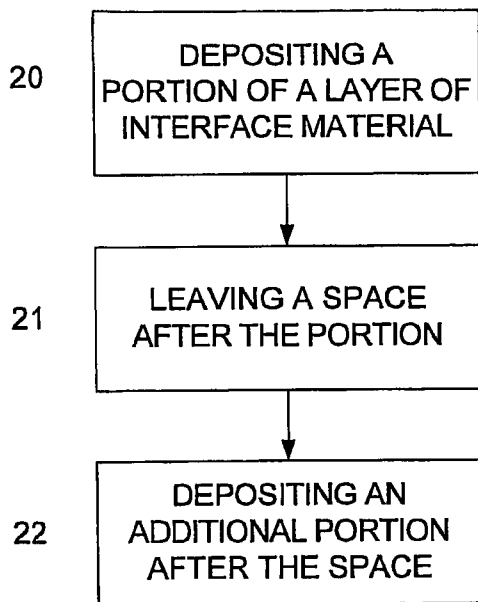 20
DEPOSITING A
PORTION OF A LAYER OF
INTERFACE MATERIAL
21
LEAVING A SPACE
AFTER THE PORTION
22
DEPOSITING AN
ADDITIONAL PORTION
AFTER THE SPACE